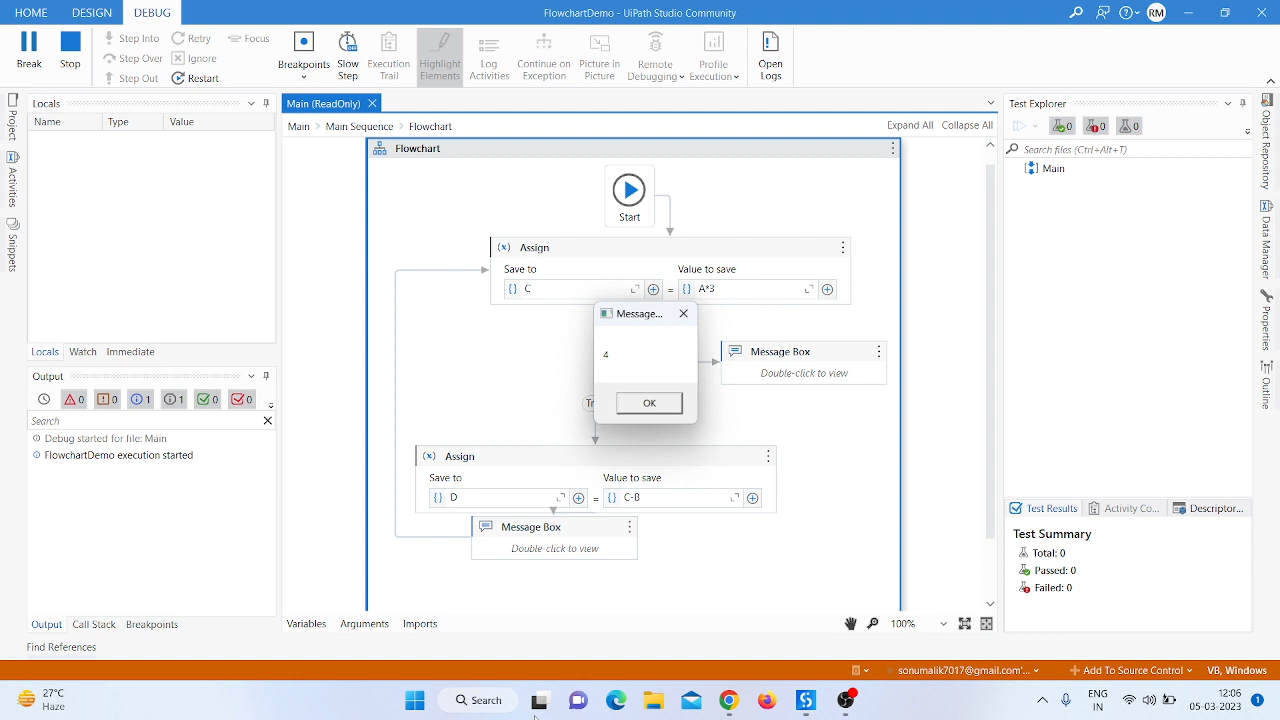 HOME DESIGN DEBUG FlowchartDemo - UiPath Studio Community RM
Break Stop Step Into Retry Focus Breakpoints Slow Step Execution Trail Highlight Elements Log Activities Continue on Exception Picture in Picture Remote Debugging Profile Execution Open Logs
Step Over Ignore
Step Out Restart
Locals Main (ReadOnly) Test Explorer
Name Type Value Main > Main Sequence > Flowchart Expand All Collapse All 0 0 0
Project
Activities
Snippets
Flowchart
Search files (Ctrl+Alt+T)
Main
Start
Assign
Save to Value to save
C = A*3
Message...
4
OK
Message Box
Double-click to view
Tr
Assign
Save to Value to save
D = C-B
Message Box
Double-click to view
Locals Watch Immediate
Output
0 0 1 1 0 0
Search
Debug started for file: Main
FlowchartDemo execution started
Output Call Stack Breakpoints
Find References
Variables Arguments Imports 100%
Test Results Activity Co... Descriptor...
Test Summary
Total: 0
Passed: 0
Failed: 0
Object Repository
Data Manager
Properties
Outline
0 sonumalik7017@gmail.com'... Add To Source Control VB, Windows
27°C
Haze
Search
ENG
IN
12:06
05-03-2023
1